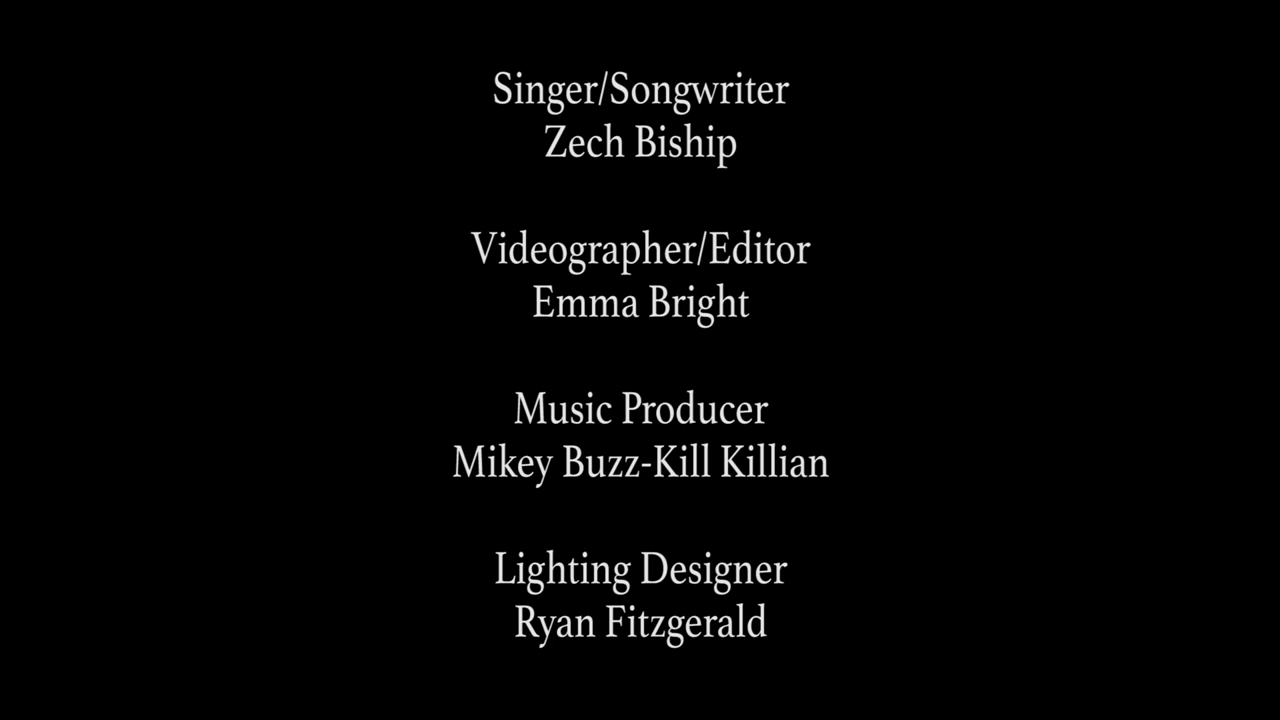 Singer/Songwriter
Zech Biship
Videographer/Editor
Emma Bright
Music Producer
Mikey Buzz-Kill Killian
Lighting Designer
Ryan Fitzgerald